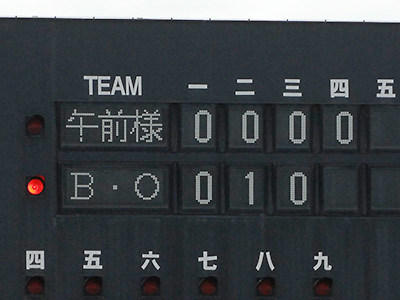 TEAM 一 二 三 四 五
午前様 0 0 0 0
B・O 0 1 0
四 五 六 七 八 九